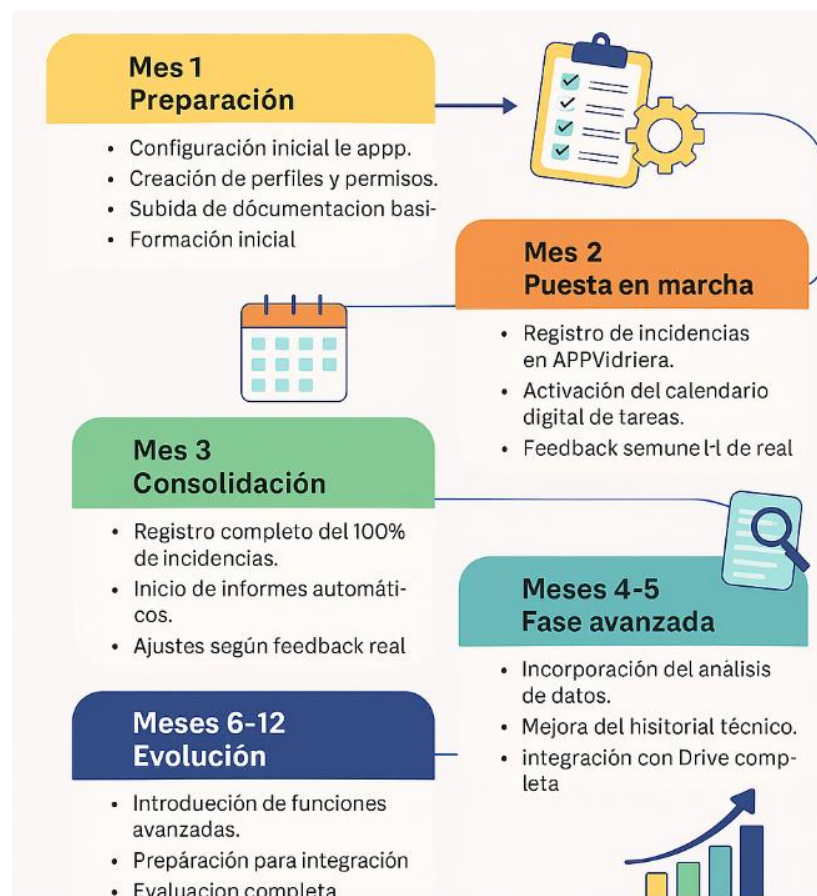 Mes 1
Preparación
• Configuración inicial le appp.
• Creación de perfiles y permisos.
• Subida de dócumentacion basi-
• Formación inicial
Mes 2
Puesta en marcha
• Registro de incidencias
en APPVidriera.
• Activación del calendario
digital de tareas.
• Feedback semune l-l de real
Mes 3
Consolidación
• Registro completo del 100%
de incidencias.
• Inicio de informes automáti-
cos.
• Ajustes según feedback real
Meses 4-5
Fase avanzada
• Incorporación del análisis
de datos.
• Mejora del hisitorial técnico.
• integración con Drive comp-
leta
Meses 6-12
Evolución
• Introdueción de funciones
avanzadas.
• Prepáración para integración
• Evaluacion completa